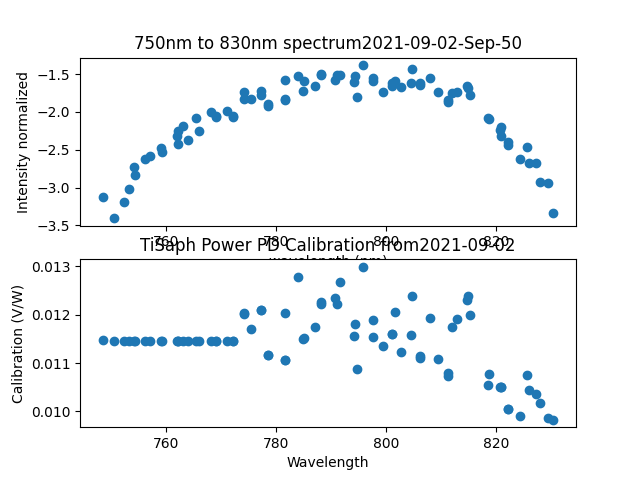 750nm to 830nm spectrum2021-09-02-Sep-50
Intensity normalized
−1.5
−2.0
−2.5
−3.0
−3.5
760
780
800
820
wavelength (nm)
TiSaph Power PD Calibration from2021-09-02
Calibration (V/W)
0.013
0.012
0.011
0.010
760
780
800
820
Wavelength